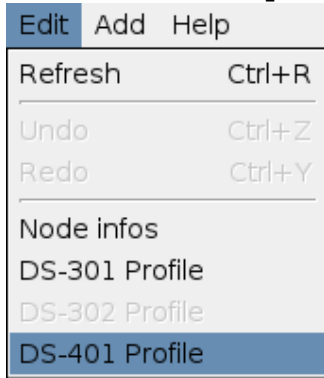 Edit Add Help
Refresh Ctrl+R
Undo Ctrl+Z
Redo Ctrl+Y
Node infos
DS-301 Profile
DS-302 Profile
DS-401 Profile